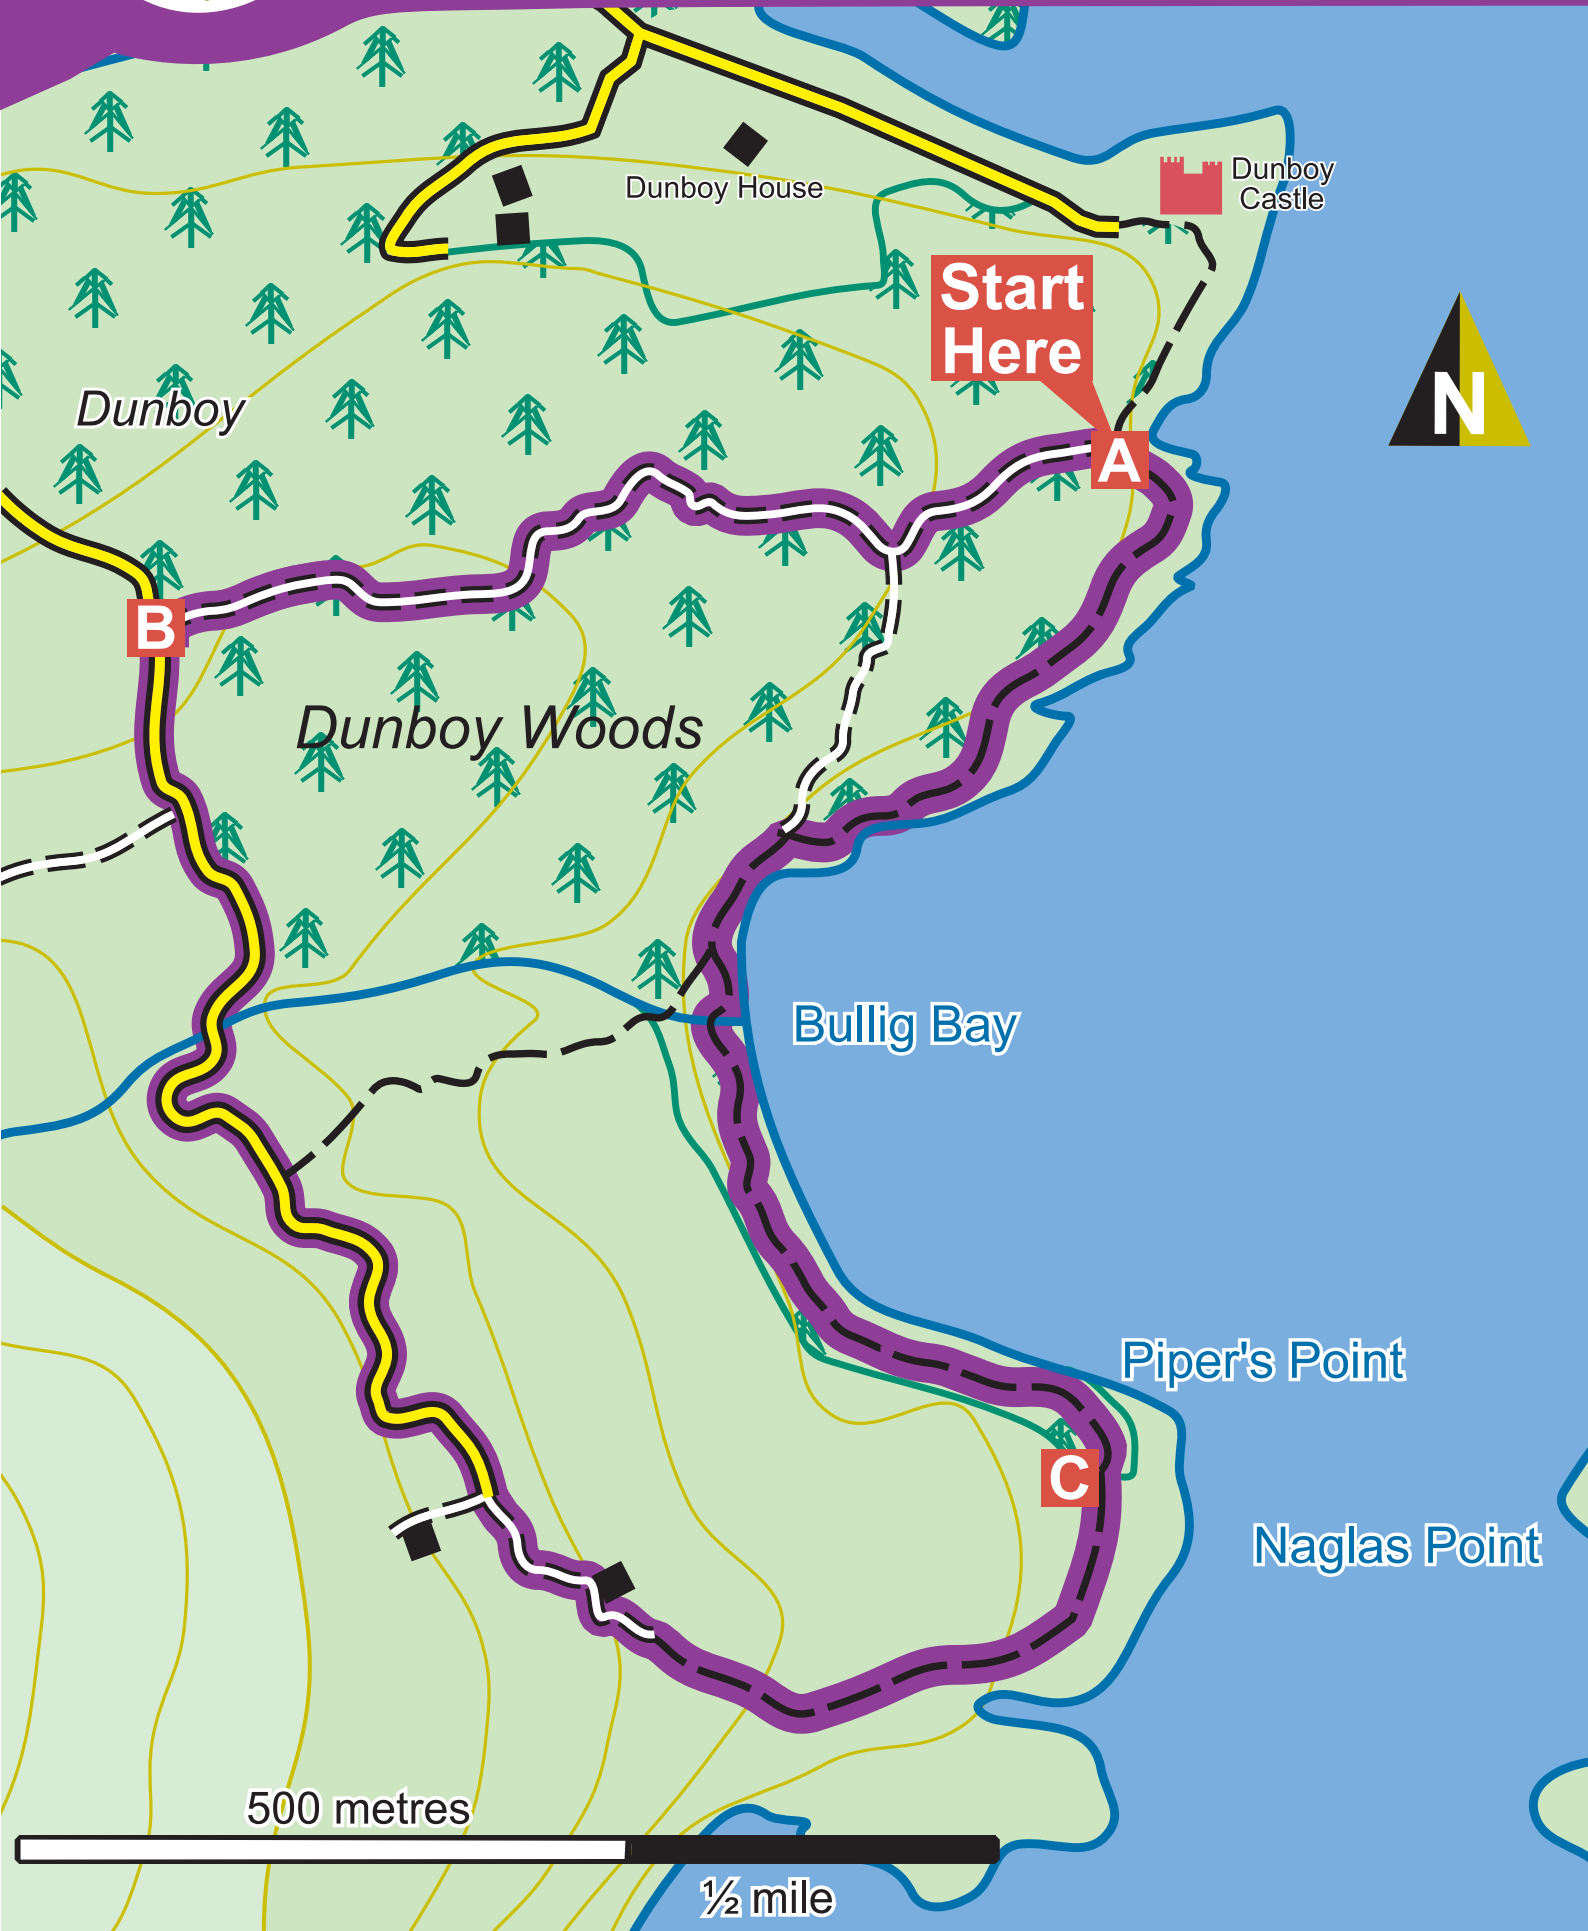 Dunboy
Castle
Dunboy House
Start
Here
N
Dunboy
A
B
Dunboy Woods
Bullig Bay
Piper's Point
C
Naglas Point
500 metres
½ mile